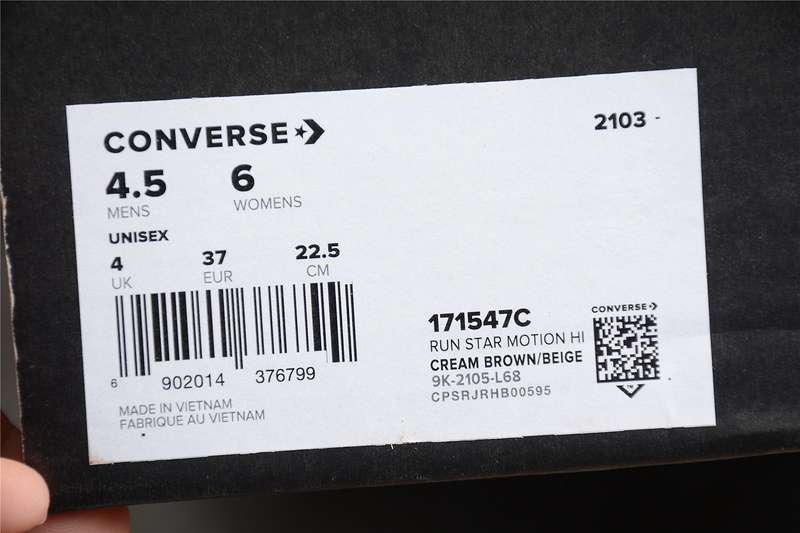 CONVERSE
2103 -
4.5 6
MENS WOMENS
UNISEX
4 37 22.5
UK EUR CM
6 902014 376799
MADE IN VIETNAM
FABRIQUE AU VIETNAM
171547C
RUN STAR MOTION HI
CREAM BROWN/BEIGE
9K-2105-L68
CPSRJRHB00595
CONVERSE